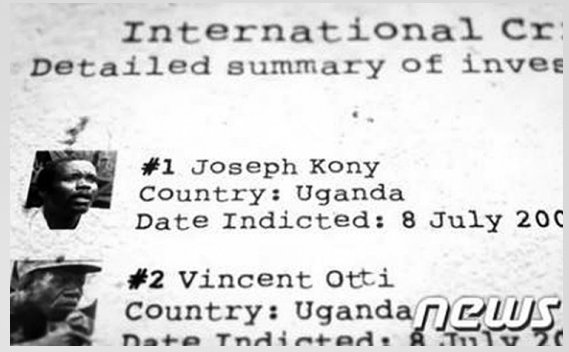 International Cr
Detailed summary of inves
#1 Joseph Kony
Country: Uganda
Date Indicted: 8 July 200
#2 Vincent Otti
Country: Uganda
Date Indicted: 8 July 20
news